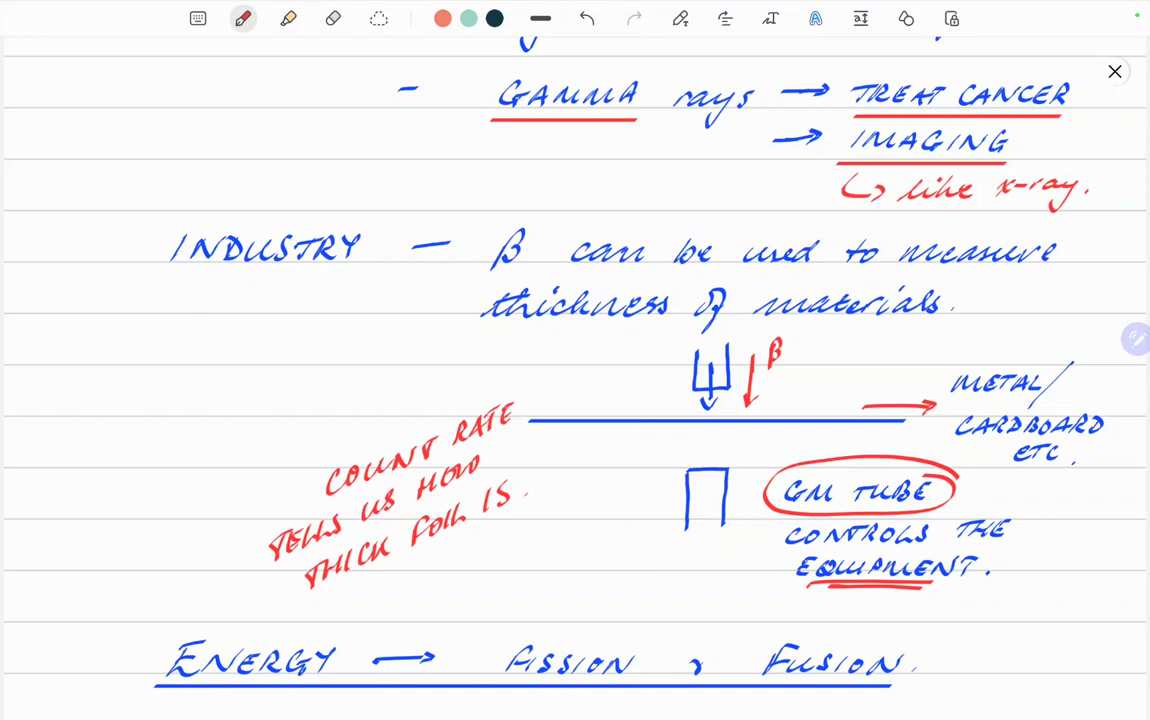 - GAMMA rays → TREAT CANCER
→ IMAGING
↳ like x-ray.
INDUSTRY — β can be used to measure
thickness of materials.
β
METAL/
CARDBOARD
ETC.
COUNT RATE
TELLS US HOW
THICK FOIL IS.
GM TUBE
CONTROLS THE
EQUIPMENT.
ENERGY → FISSION , FUSION.